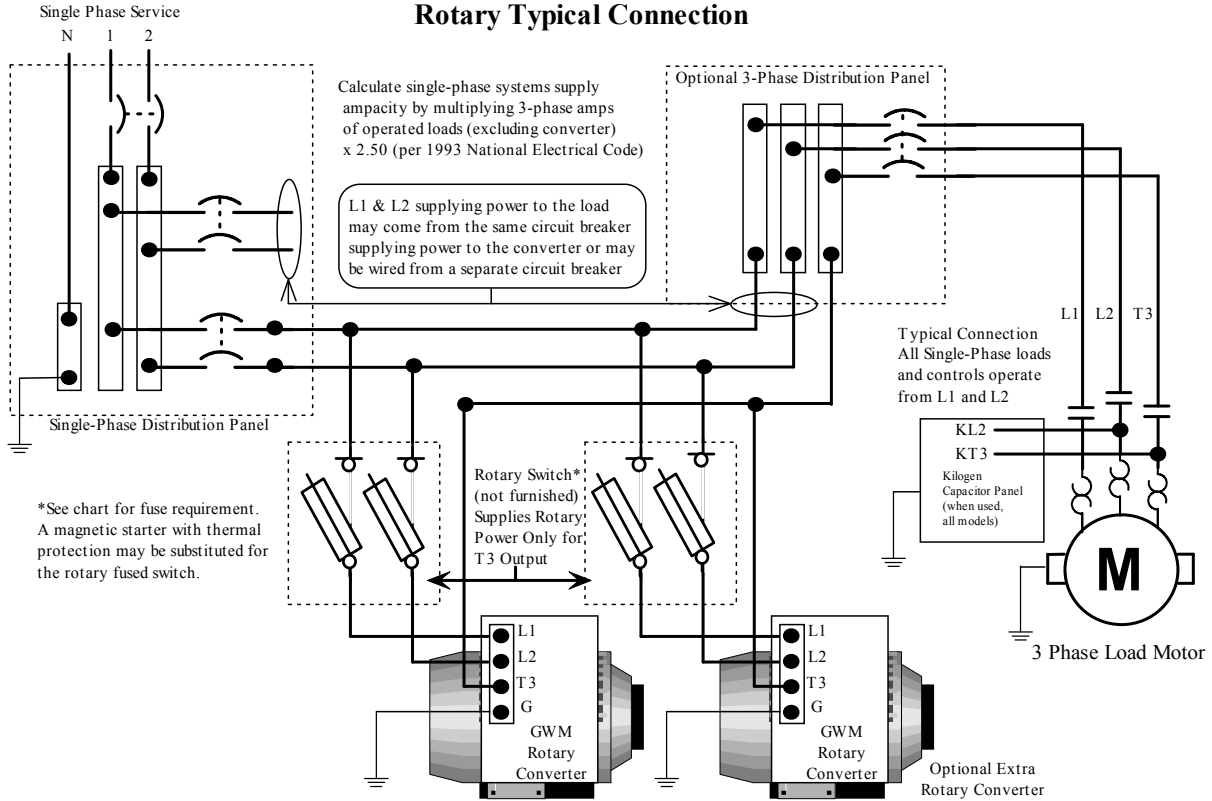 Rotary Typical Connection
Single Phase Service
N 1 2
Calculate single-phase systems supply
ampacity by multiplying 3-phase amps
of operated loads (excluding converter)
x 2.50 (per 1993 National Electrical Code)
L1 & L2 supplying power to the load
may come from the same circuit breaker
supplying power to the converter or may
be wired from a separate circuit breaker
Optional 3-Phase Distribution Panel
L1 L2 T3
Typical Connection
All Single-Phase loads
and controls operate
from L1 and L2
Single-Phase Distribution Panel
KL2
KT3
Kilogen
Capacitor Panel
(when used,
all models)
M
3 Phase Load Motor
*See chart for fuse requirement.
A magnetic starter with thermal
protection may be substituted for
the rotary fused switch.
Rotary Switch*
(not furnished)
Supplies Rotary
Power Only for
T3 Output
L1
L2
T3
G
GWM
Rotary
Converter
L1
L2
T3
G
GWM
Rotary
Converter
Optional Extra
Rotary Converter